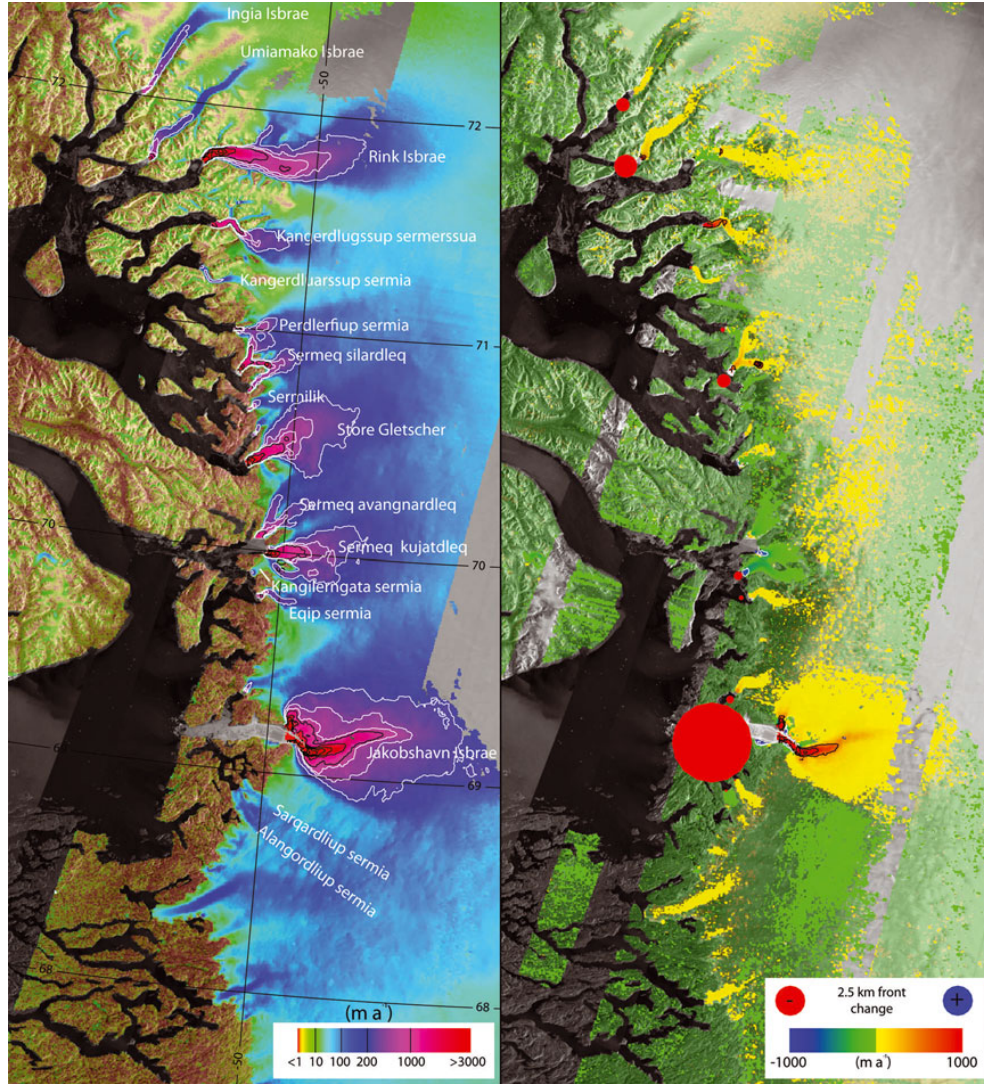 Ingia Isbrae
Umiamako Isbrae
72
-50
72
Rink Isbrae
Kangerdlugssup sermerssua
Kangerdluarssup sermia
Perdlerfiup sermia
71
Sermeq silardleq
Sermilik
Store Gletscher
Sermeq avangnardleq
70
Sermeq kujatdleq
70
Kangilerngata sermia
Eqip sermia
Jakobshavn Isbrae
69
69
Sarqardliup sermia
Alangordliup sermia
68
68
(m a⁻¹)
-50
<1 10 100 200 1000 >3000
- 2.5 km front +
change
-1000 (m a⁻¹) 1000